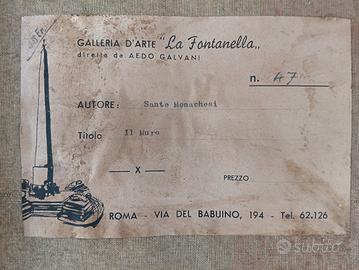 GALLERIA D'ARTE "La Fontanella„
diretta da AEDO GALVANI
n. 47
AUTORE: Sante Monachesi
Titolo Il Muro
— X —
PREZZO
ROMA - VIA DEL BABUINO, 194 - Tel. 62.126
subito